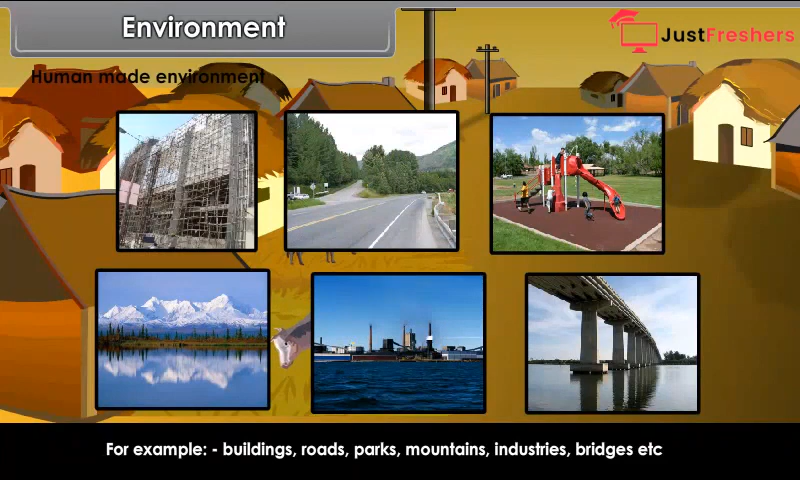 Environment
JustFreshers
Human made environment
For example: - buildings, roads, parks, mountains, industries, bridges etc